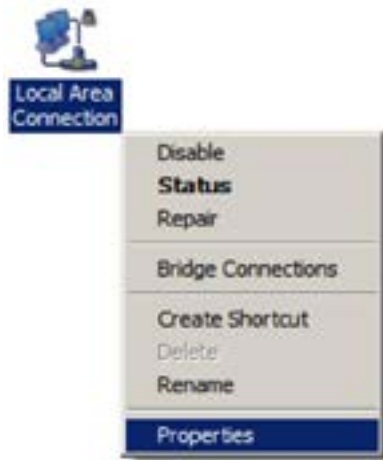 Local Area
Connection
Disable
Status
Repair
Bridge Connections
Create Shortcut
Delete
Rename
Properties